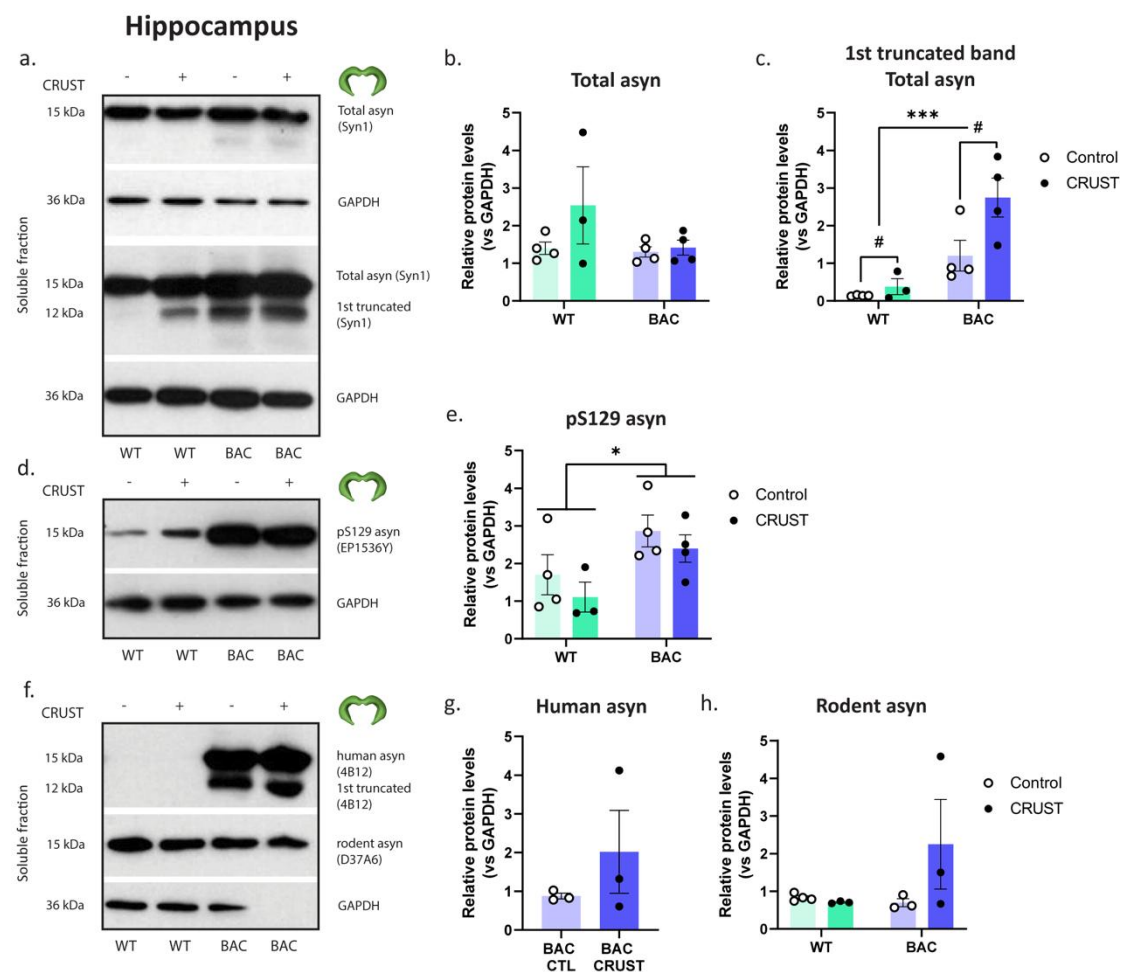 Hippocampus
a.
CRUST - + - +
15 kDa
Total asyn
(Syn1)
36 kDa
GAPDH
Soluble fraction
15 kDa
Total asyn (Syn1)
12 kDa
1st truncated
(Syn1)
36 kDa
GAPDH
WT WT BAC BAC
b.
Total asyn
Relative protein levels
(vs GAPDH)
5
4
3
2
1
0
WT BAC
c.
1st truncated band
Total asyn
Relative protein levels
(vs GAPDH)
5
4
3
2
1
0
***
#
#
WT BAC
Control
CRUST
d.
CRUST - + - +
Soluble fraction
15 kDa
pS129 asyn
(EP1536Y)
36 kDa
GAPDH
WT WT BAC BAC
e.
pS129 asyn
Relative protein levels
(vs GAPDH)
5
4
3
2
1
0
*
WT BAC
Control
CRUST
f.
CRUST - + - +
Soluble fraction
15 kDa
human asyn
(4B12)
12 kDa
1st truncated
(4B12)
15 kDa
rodent asyn
(D37A6)
36 kDa
GAPDH
WT WT BAC BAC
g.
Human asyn
Relative protein levels
(vs GAPDH)
5
4
3
2
1
0
BAC BAC
CTL CRUST
h.
Rodent asyn
Relative protein levels
(vs GAPDH)
5
4
3
2
1
0
WT BAC
Control
CRUST